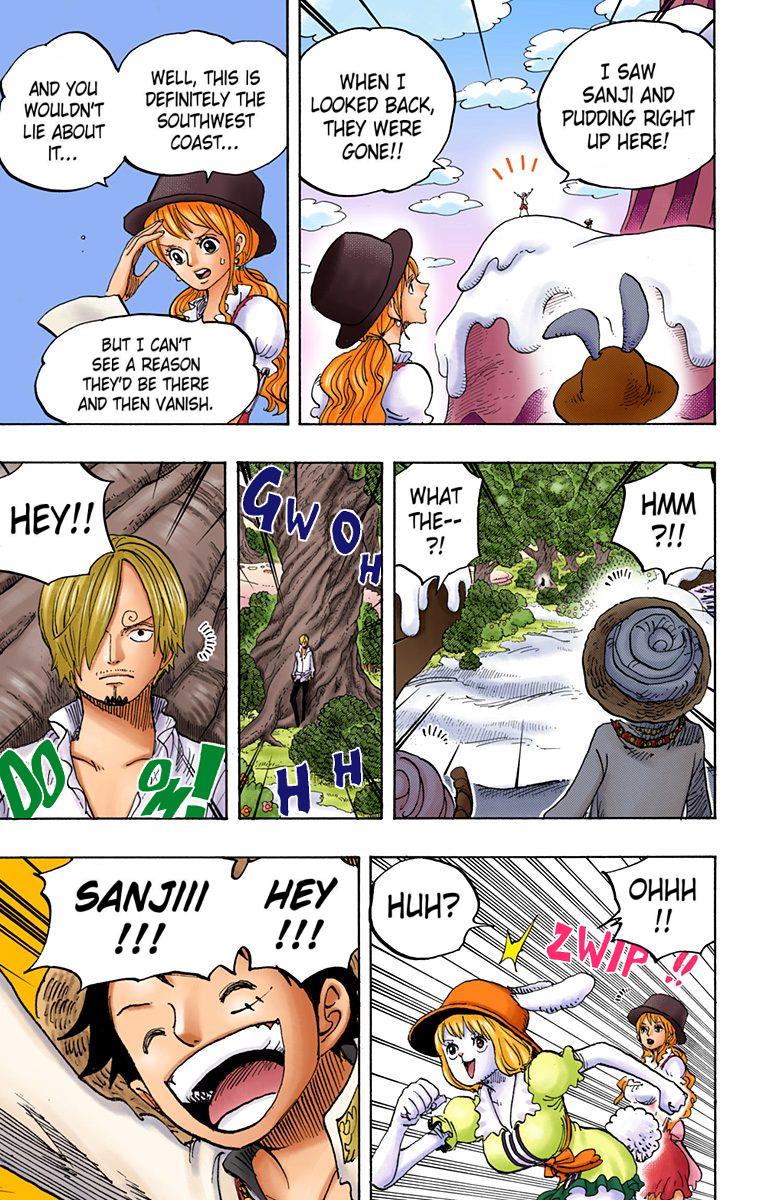 I SAW
SANJI AND
PUDDING RIGHT
UP HERE!
WHEN I
LOOKED BACK,
THEY WERE
GONE!!
WELL, THIS IS
DEFINITELY THE
SOUTHWEST
COAST...
AND YOU
WOULDN'T
LIE ABOUT
IT...
BUT I CAN'T
SEE A REASON
THEY'D BE THERE
AND THEN VANISH.
HMM
?!!
WHAT
THE--
?!
GWOHHH
HEY!!
DOOM!
OHHH
!!
ZWIP!!
HUH?
HEY
!!!
SANJIII
!!!